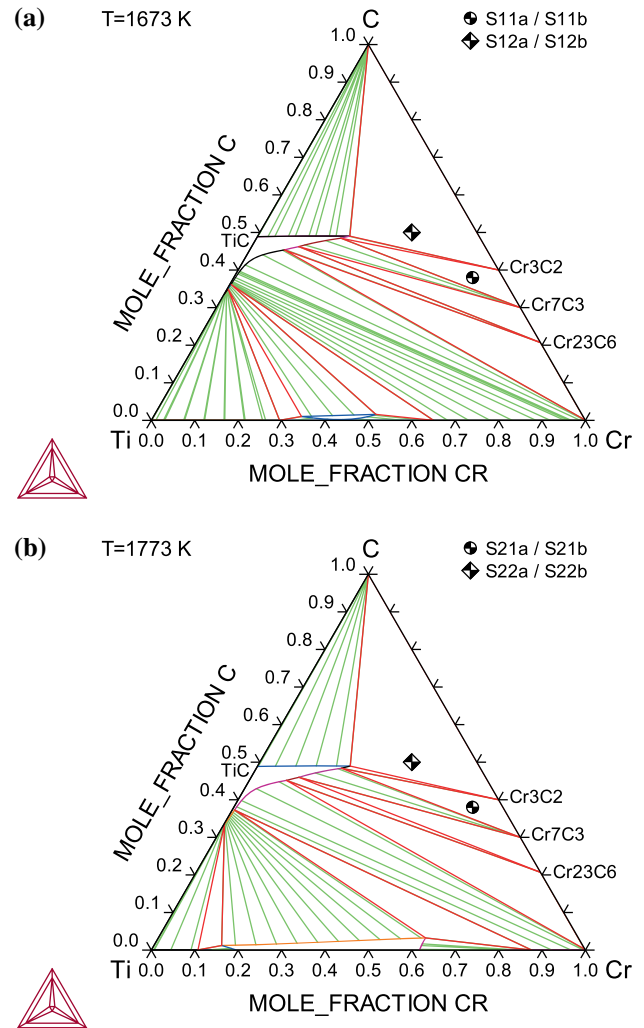 (a) T=1673 K
S11a / S11b
S12a / S12b
C
1.0
0.9
0.8
0.7
0.6
0.5
TiC
0.4
0.3
0.2
0.1
0.0
MOLE_FRACTION C
Cr3C2
Cr7C3
Cr23C6
Ti 0.0 0.1 0.2 0.3 0.4 0.5 0.6 0.7 0.8 0.9 1.0 Cr
MOLE_FRACTION CR
(b) T=1773 K
S21a / S21b
S22a / S22b
C
1.0
0.9
0.8
0.7
0.6
0.5
TiC
0.4
0.3
0.2
0.1
0.0
MOLE_FRACTION C
Cr3C2
Cr7C3
Cr23C6
Ti 0.0 0.1 0.2 0.3 0.4 0.5 0.6 0.7 0.8 0.9 1.0 Cr
MOLE_FRACTION CR